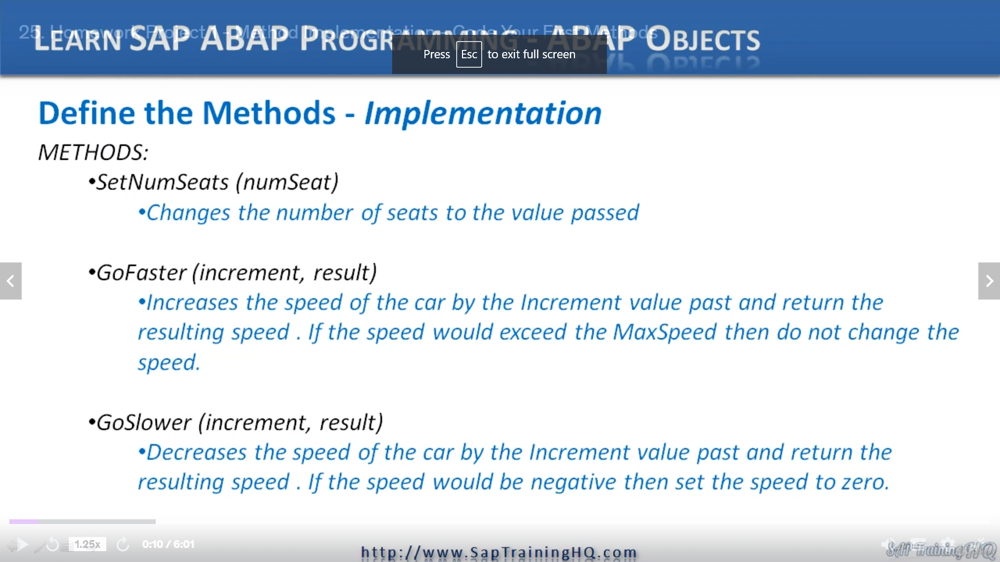 25. Homework Project 1 - Method Implementation - Code Your First Methods
LEARN SAP ABAP PROGRAMMING - ABAP OBJECTS
Press Esc to exit full screen
Define the Methods - Implementation
METHODS:
•SetNumSeats (numSeat)
•Changes the number of seats to the value passed
•GoFaster (increment, result)
•Increases the speed of the car by the Increment value past and return the
resulting speed . If the speed would exceed the MaxSpeed then do not change the
speed.
•GoSlower (increment, result)
•Decreases the speed of the car by the Increment value past and return the
resulting speed . If the speed would be negative then set the speed to zero.
1.25x
0:10 / 6:01
http://www.SapTrainingHQ.com
SAP Training HQ